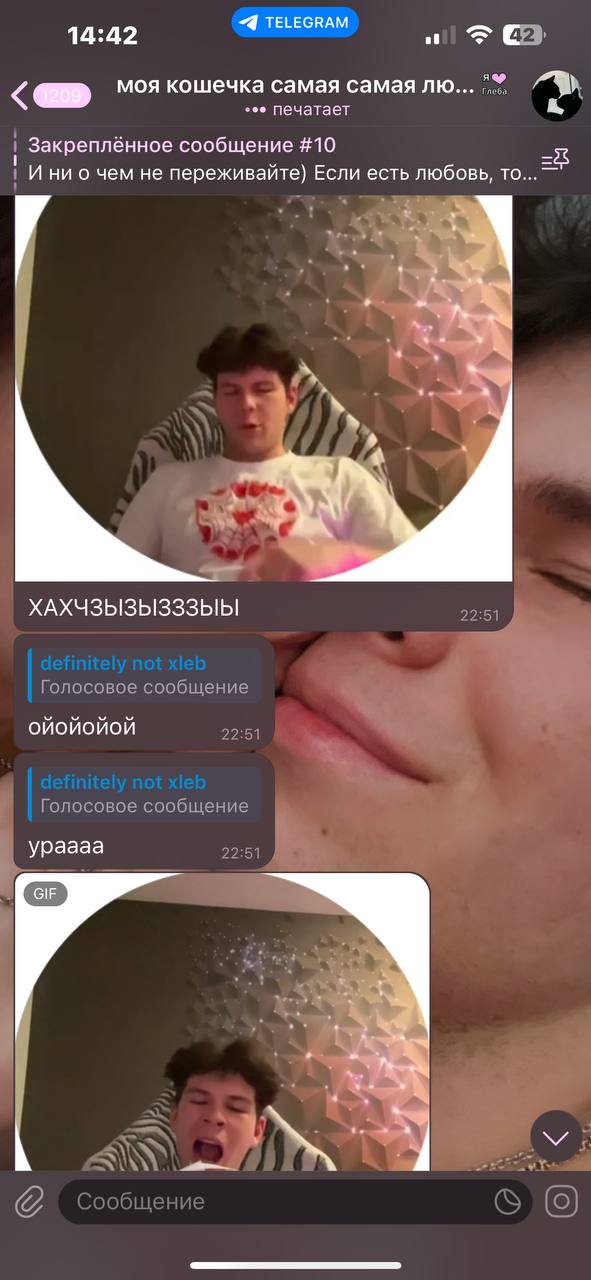 14:42
TELEGRAM
42
1209
моя кошечка самая самая лю...
Я
Глеба
печатает
Закреплённое сообщение #10
И ни о чем не переживайте) Если есть любовь, то...
ХАХЧЗЫЗЫЗЗЗЫЫ
22:51
definitely not xleb
Голосовое сообщение
ойойойой
22:51
definitely not xleb
Голосовое сообщение
ураааа
22:51
GIF
Сообщение